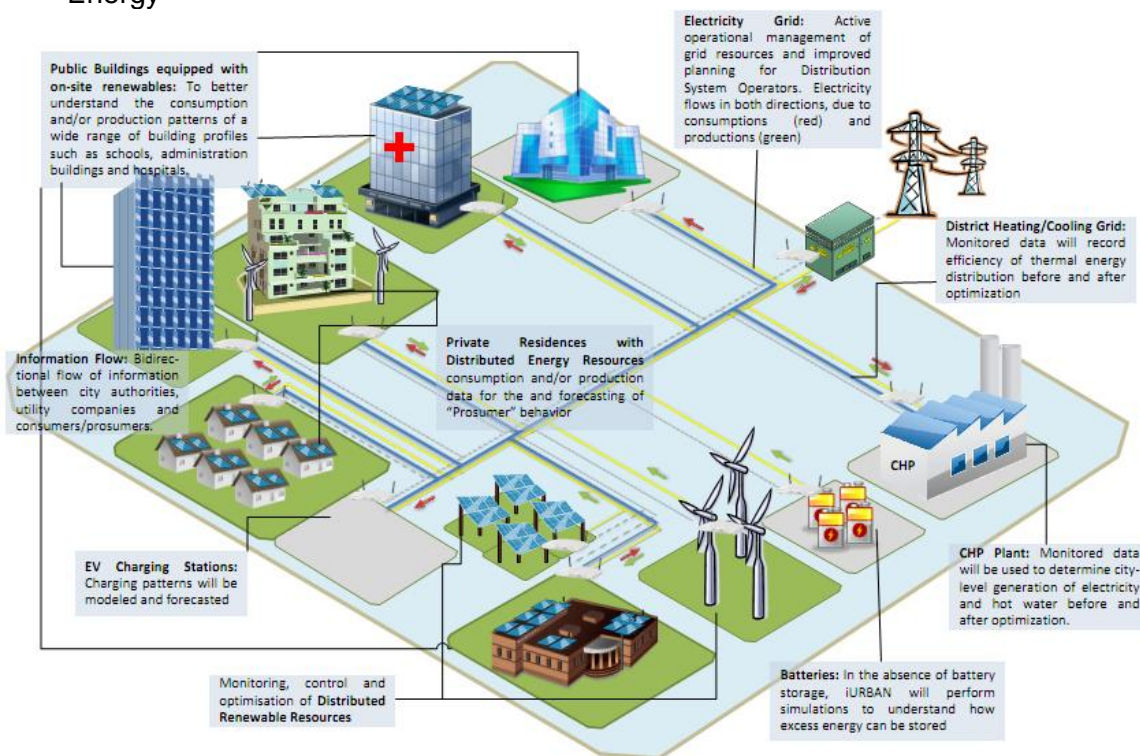 Energy
Public Buildings equipped with
on-site renewables: To better
understand the consumption
and/or production patterns of a
wide range of building profiles
such as schools, administration
buildings and hospitals.
Electricity Grid: Active
operational management of
grid resources and improved
planning for Distribution
System Operators. Electricity
flows in both directions, due to
consumptions (red) and
productions (green)
District Heating/Cooling Grid:
Monitored data will record
efficiency of thermal energy
distribution before and after
optimization
Information Flow: Bidirec-
tional flow of information
between city authorities,
utility companies and
consumers/prosumers.
Private Residences with
Distributed Energy Resources
consumption and/or production
data for the and forecasting of
"Prosumer" behavior
CHP
EV Charging Stations:
Charging patterns will be
modeled and forecasted
CHP Plant: Monitored data
will be used to determine city-
level generation of electricity
and hot water before and
after optimization.
Monitoring, control and
optimisation of Distributed
Renewable Resources
Batteries: In the absence of battery
storage, iURBAN will perform
simulations to understand how
excess energy can be stored